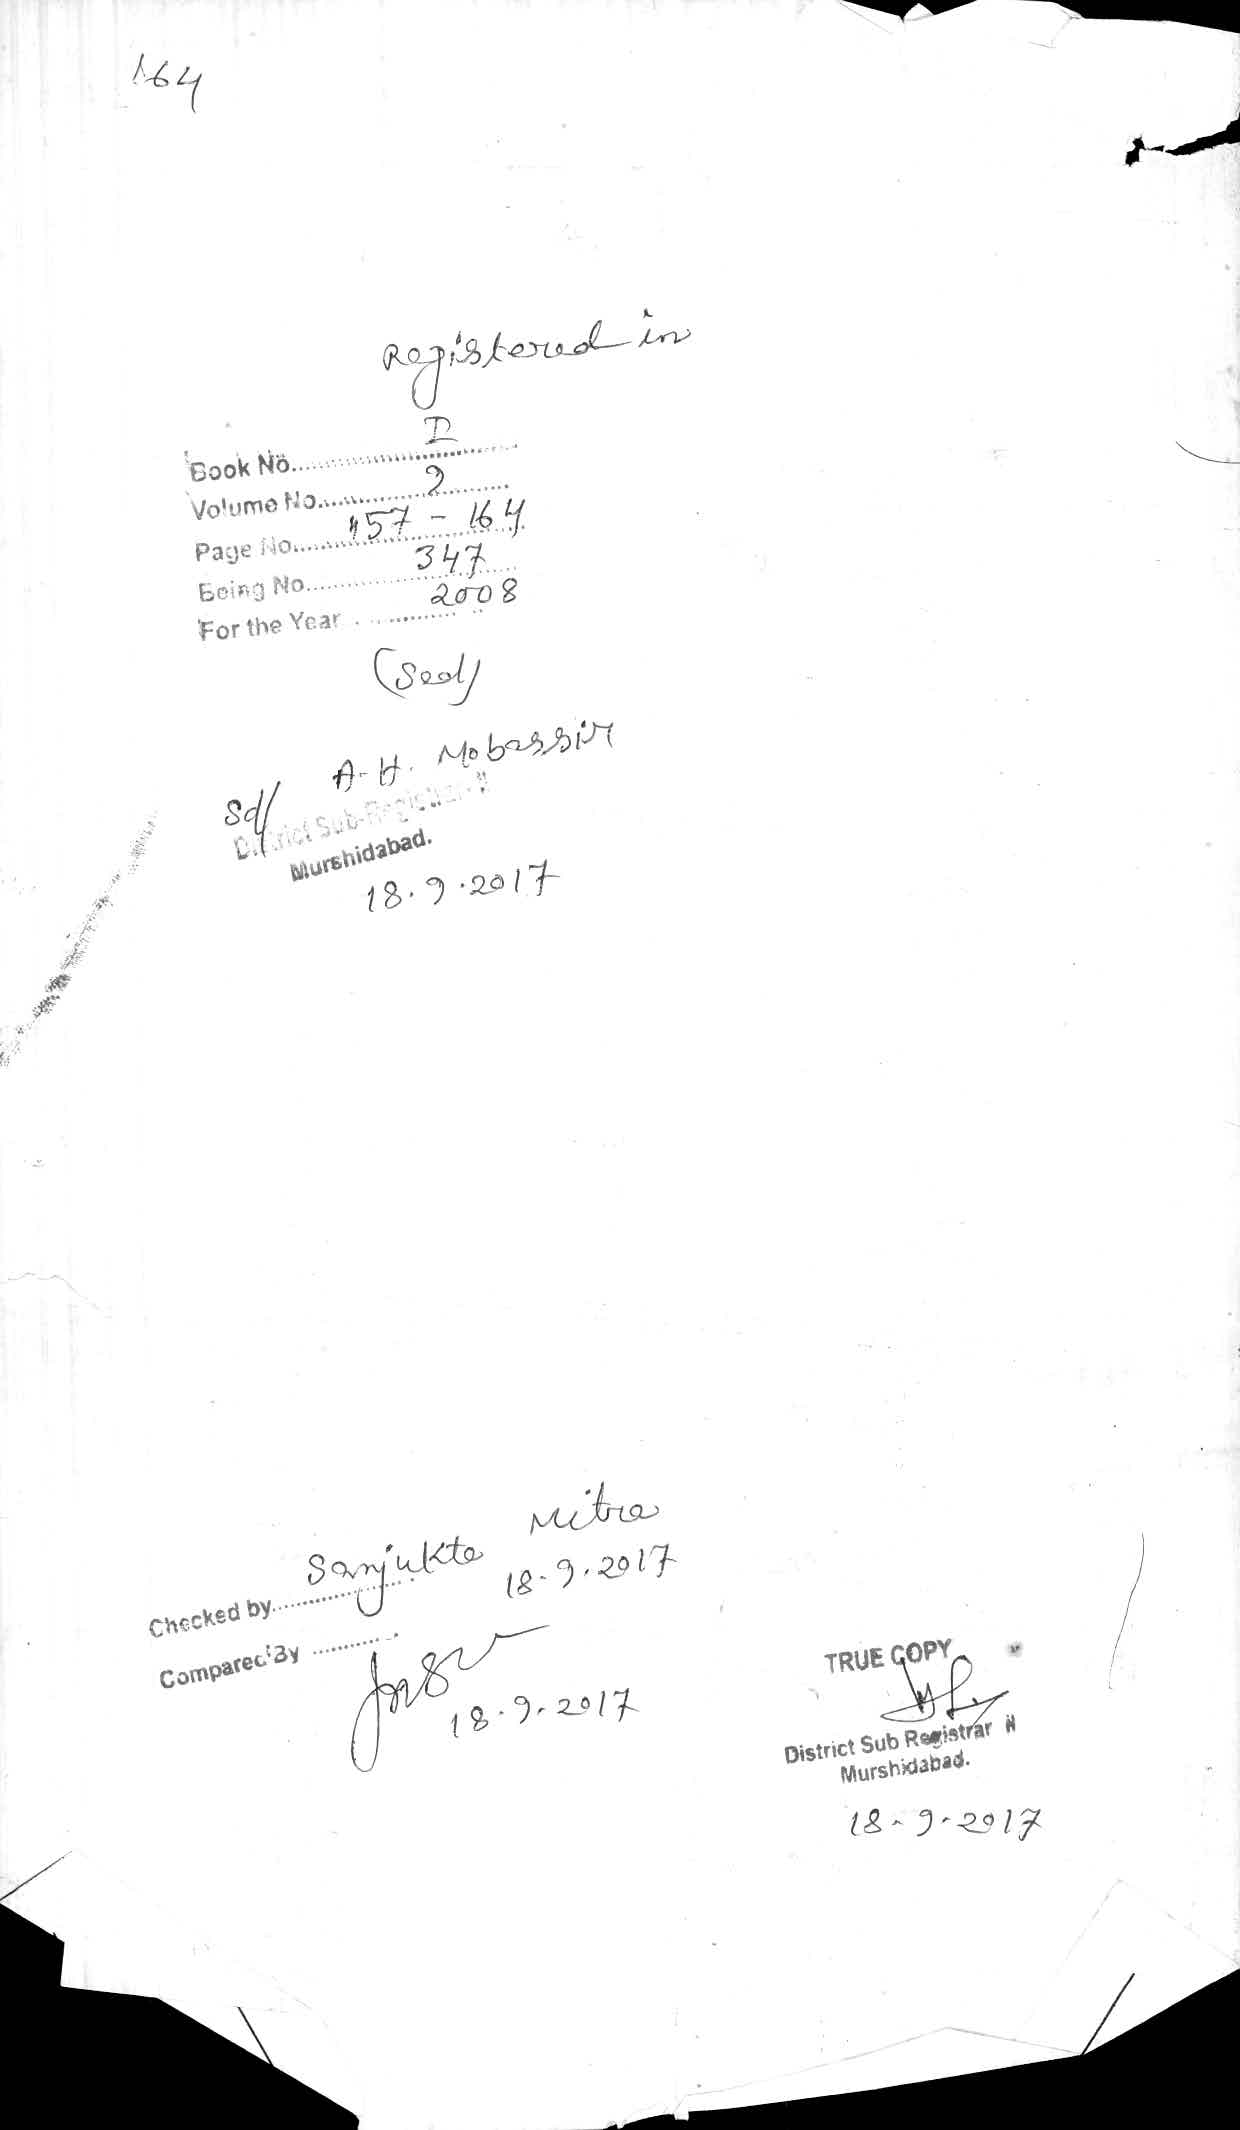 164
Registered in
Book No. I
Volume No. 2
Page No. 157 - 164
Being No. 347
For the Year 2008
(Seal)
Sd/ A. H. Mobassir
District Sub-Registrar-II
Murshidabad.
18.9.2017
Checked by Sanjukta Mitra
18.9.2017
Compared By
18.9.2017
TRUE COPY
District Sub Registrar II
Murshidabad.
18.9.2017